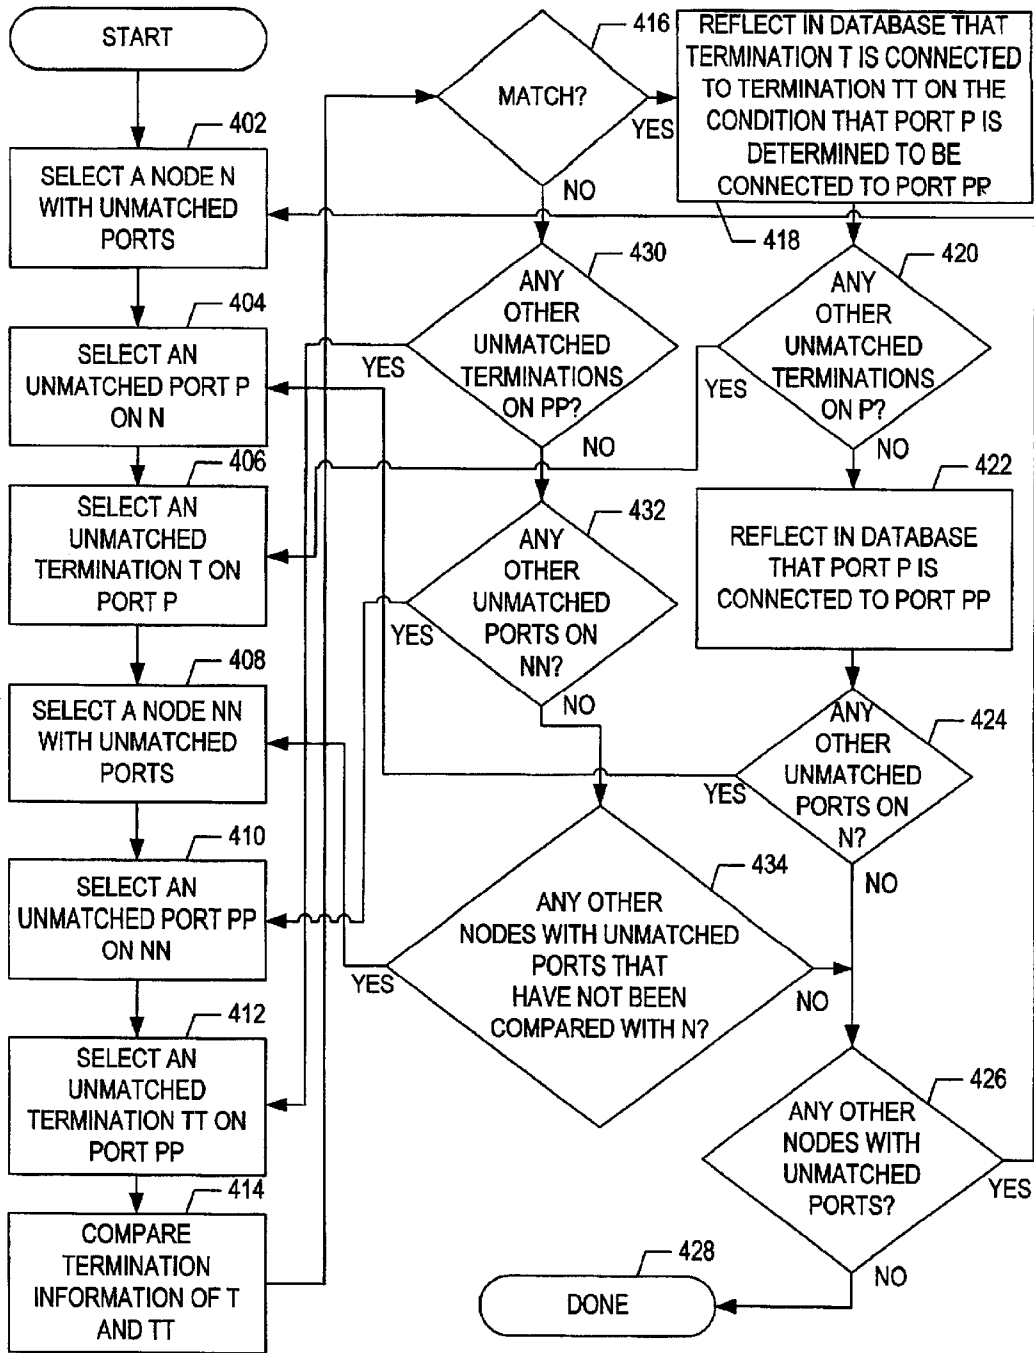 START
402
SELECT A NODE N
WITH UNMATCHED
PORTS
404
SELECT AN
UNMATCHED PORT P
ON N
406
SELECT AN
UNMATCHED
TERMINATION T ON
PORT P
408
SELECT A NODE NN
WITH UNMATCHED
PORTS
410
SELECT AN
UNMATCHED PORT PP
ON NN
412
SELECT AN
UNMATCHED
TERMINATION TT ON
PORT PP
414
COMPARE
TERMINATION
INFORMATION OF T
AND TT
416
MATCH?
YES
NO
REFLECT IN DATABASE THAT
TERMINATION T IS CONNECTED
TO TERMINATION TT ON THE
CONDITION THAT PORT P IS
DETERMINED TO BE
CONNECTED TO PORT PP
418
430
ANY
OTHER
UNMATCHED
TERMINATIONS
ON PP?
YES
NO
420
ANY
OTHER
UNMATCHED
TERMINATIONS
ON P?
YES
NO
432
ANY
OTHER
UNMATCHED
PORTS ON
NN?
YES
NO
422
REFLECT IN DATABASE
THAT PORT P IS
CONNECTED TO PORT PP
424
ANY
OTHER
UNMATCHED
PORTS ON
N?
YES
NO
434
ANY OTHER
NODES WITH UNMATCHED
PORTS THAT
HAVE NOT BEEN
COMPARED WITH N?
YES
NO
426
ANY OTHER
NODES WITH
UNMATCHED
PORTS?
YES
NO
428
DONE